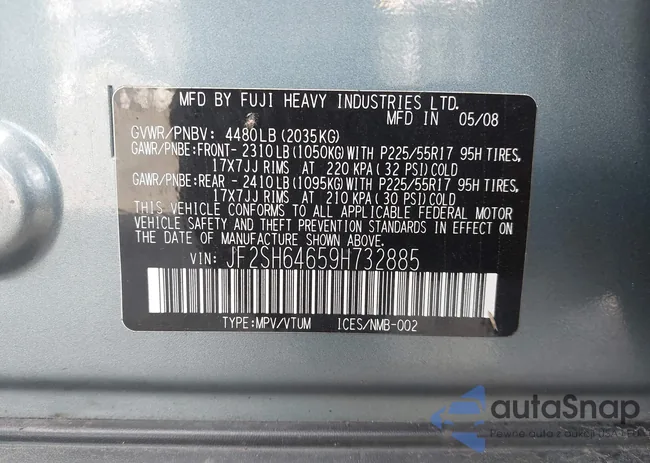 MFD BY FUJI HEAVY INDUSTRIES LTD.
MFD IN 05/08
GVWR/PNBV: 4480LB(2035KG)
GAWR/PNBE:FRONT- 2310LB(1050KG)WITH P225/55R17 95H TIRES,
17X7JJ RIMS AT 220 KPA(32 PSI)COLD
GAWR/PNBE:REAR - 2410LB(1095KG)WITH P225/55R17 95H TIRES,
17X7JJ RIMS AT 210 KPA(30 PSI)COLD
THIS VEHICLE CONFORMS TO ALL APPLICABLE FEDERAL MOTOR
VEHICLE SAFETY AND THEFT PREVENTION STANDARDS IN EFFECT ON
THE DATE OF MANUFACTURE SHOWN ABOVE.
VIN: JF2SH64659H732885
TYPE:MPV/VTUM ICES/NMB-002
autoSnap
Pewne auto z aukcji USA